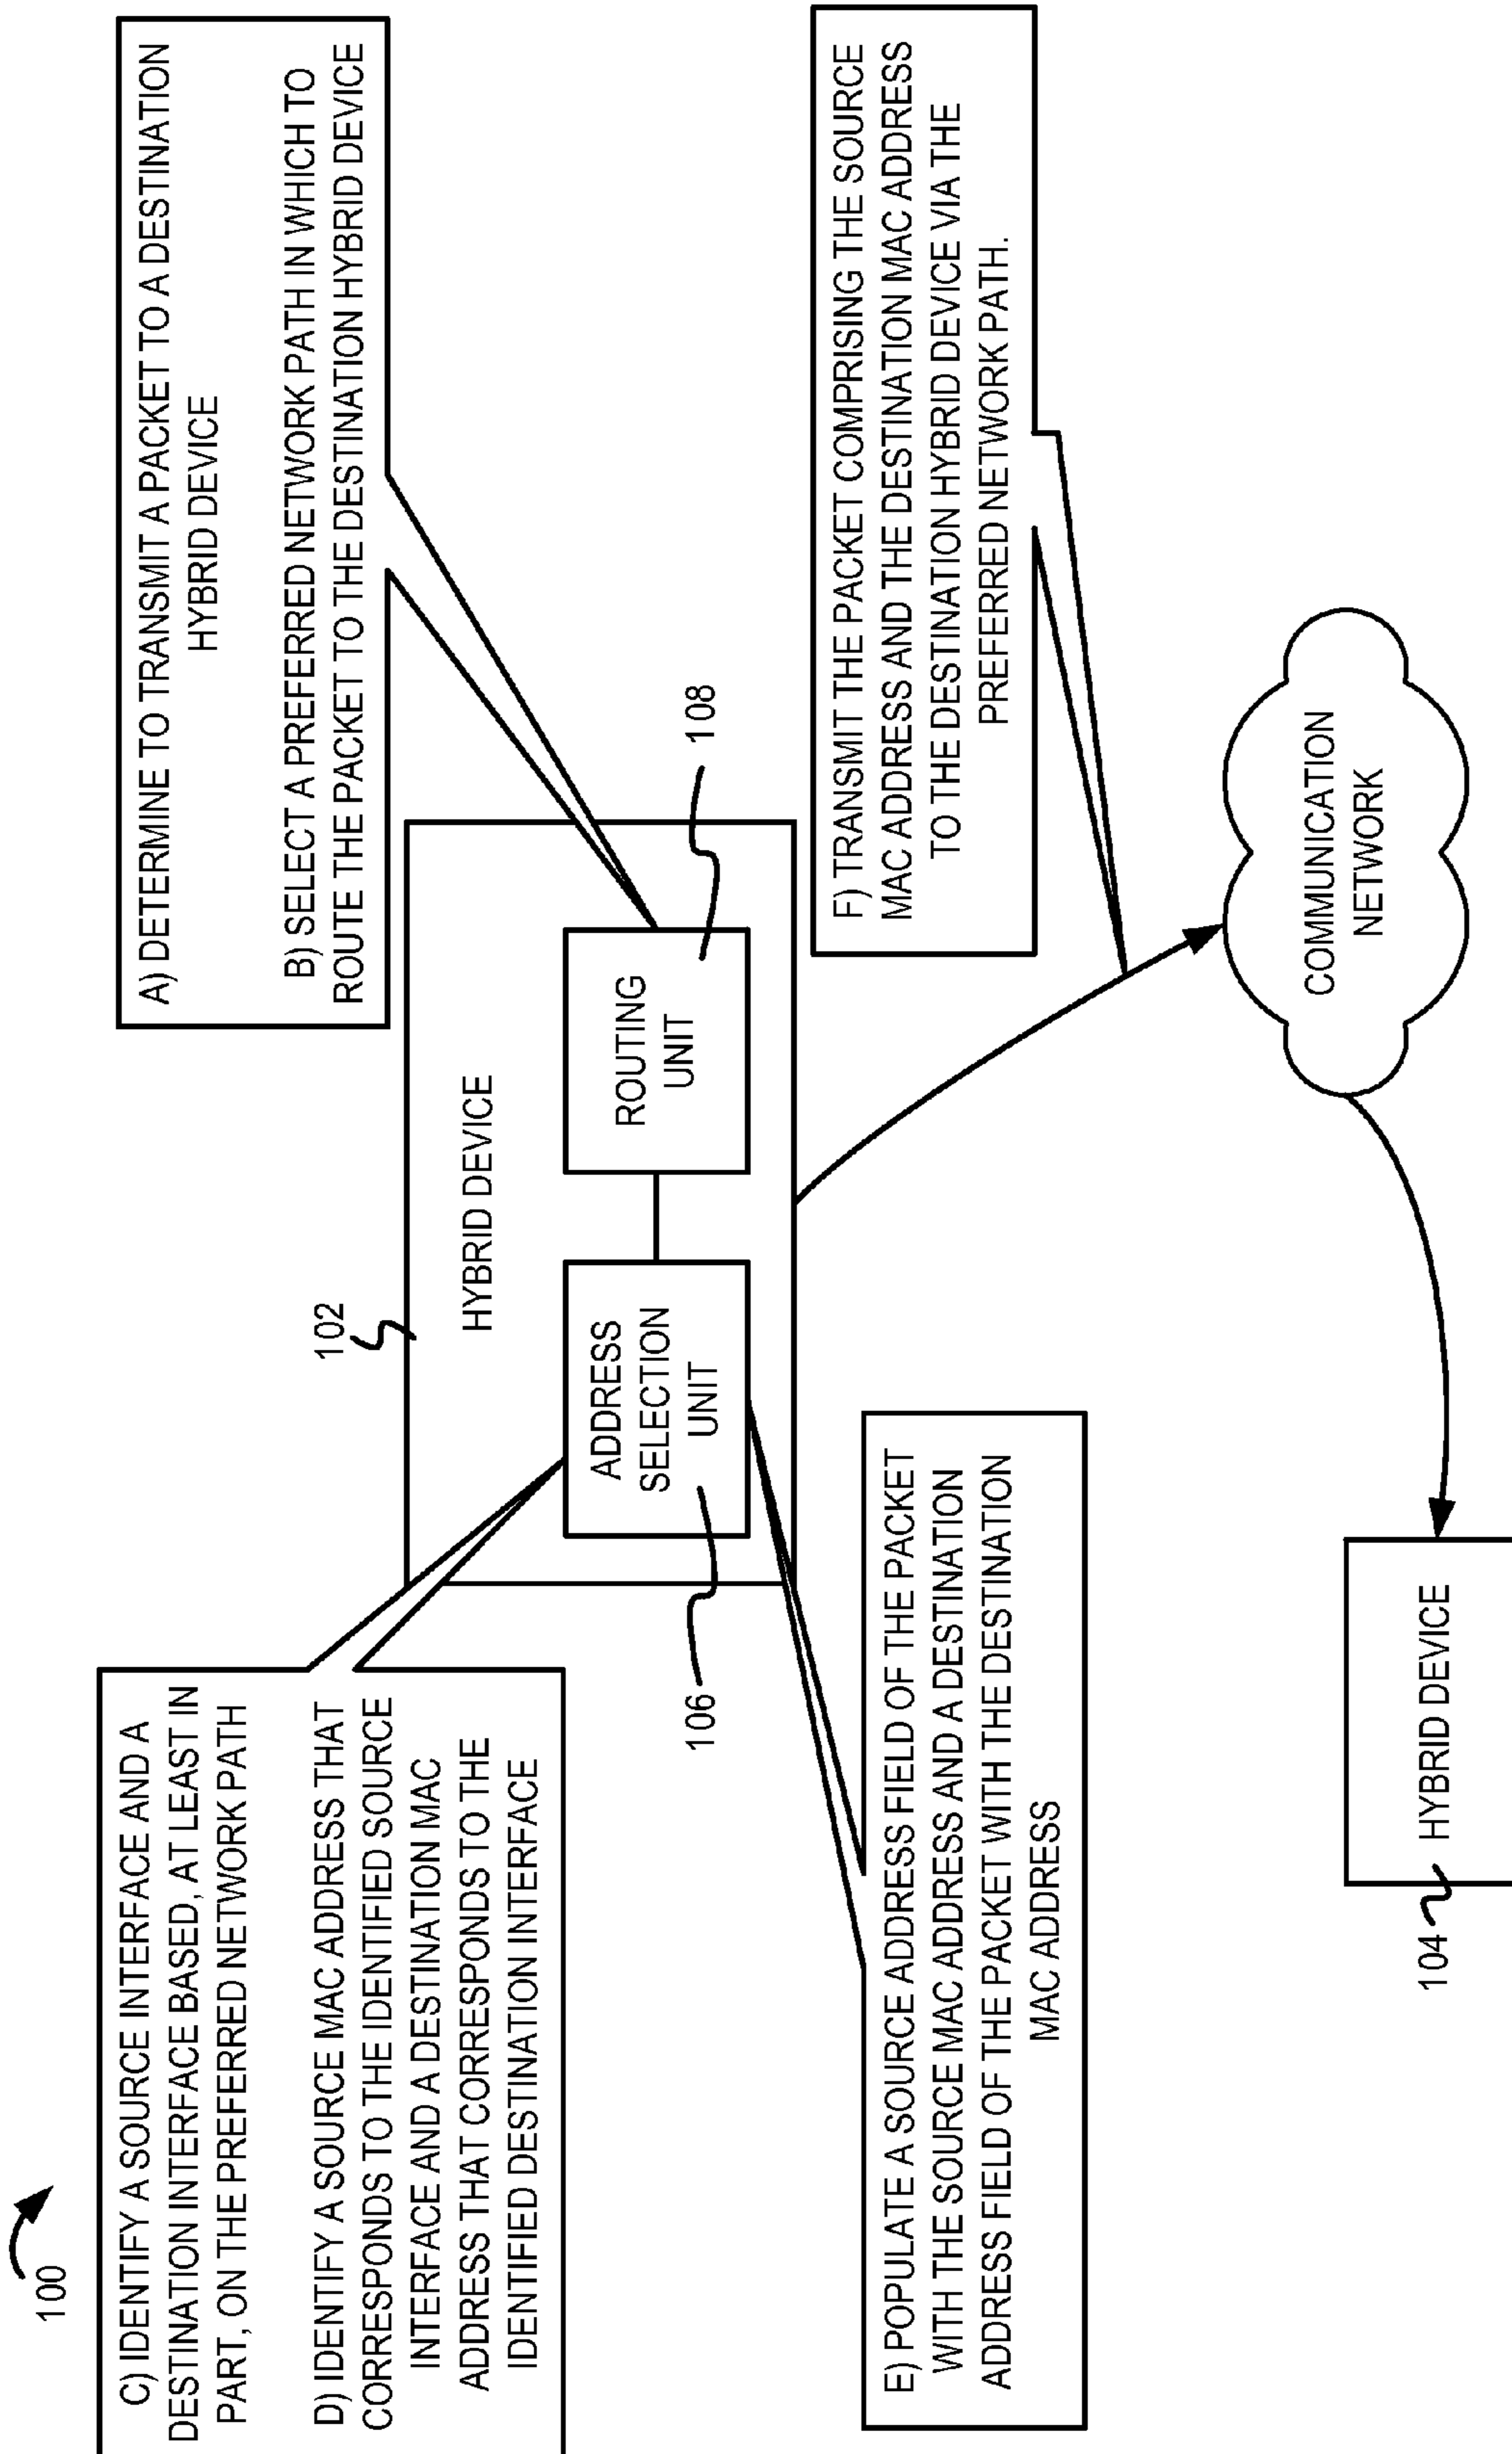 100
C) IDENTIFY A SOURCE INTERFACE AND A
DESTINATION INTERFACE BASED, AT LEAST IN
PART, ON THE PREFERRED NETWORK PATH
D) IDENTIFY A SOURCE MAC ADDRESS THAT
CORRESPONDS TO THE IDENTIFIED SOURCE
INTERFACE AND A DESTINATION MAC
ADDRESS THAT CORRESPONDS TO THE
IDENTIFIED DESTINATION INTERFACE
A) DETERMINE TO TRANSMIT A PACKET TO A DESTINATION
HYBRID DEVICE
B) SELECT A PREFERRED NETWORK PATH IN WHICH TO
ROUTE THE PACKET TO THE DESTINATION HYBRID DEVICE
102
HYBRID DEVICE
ADDRESS
SELECTION
UNIT
ROUTING
UNIT
106
108
E) POPULATE A SOURCE ADDRESS FIELD OF THE PACKET
WITH THE SOURCE MAC ADDRESS AND A DESTINATION
ADDRESS FIELD OF THE PACKET WITH THE DESTINATION
MAC ADDRESS
F) TRANSMIT THE PACKET COMPRISING THE SOURCE
MAC ADDRESS AND THE DESTINATION MAC ADDRESS
TO THE DESTINATION HYBRID DEVICE VIA THE
PREFERRED NETWORK PATH.
COMMUNICATION
NETWORK
104
HYBRID DEVICE